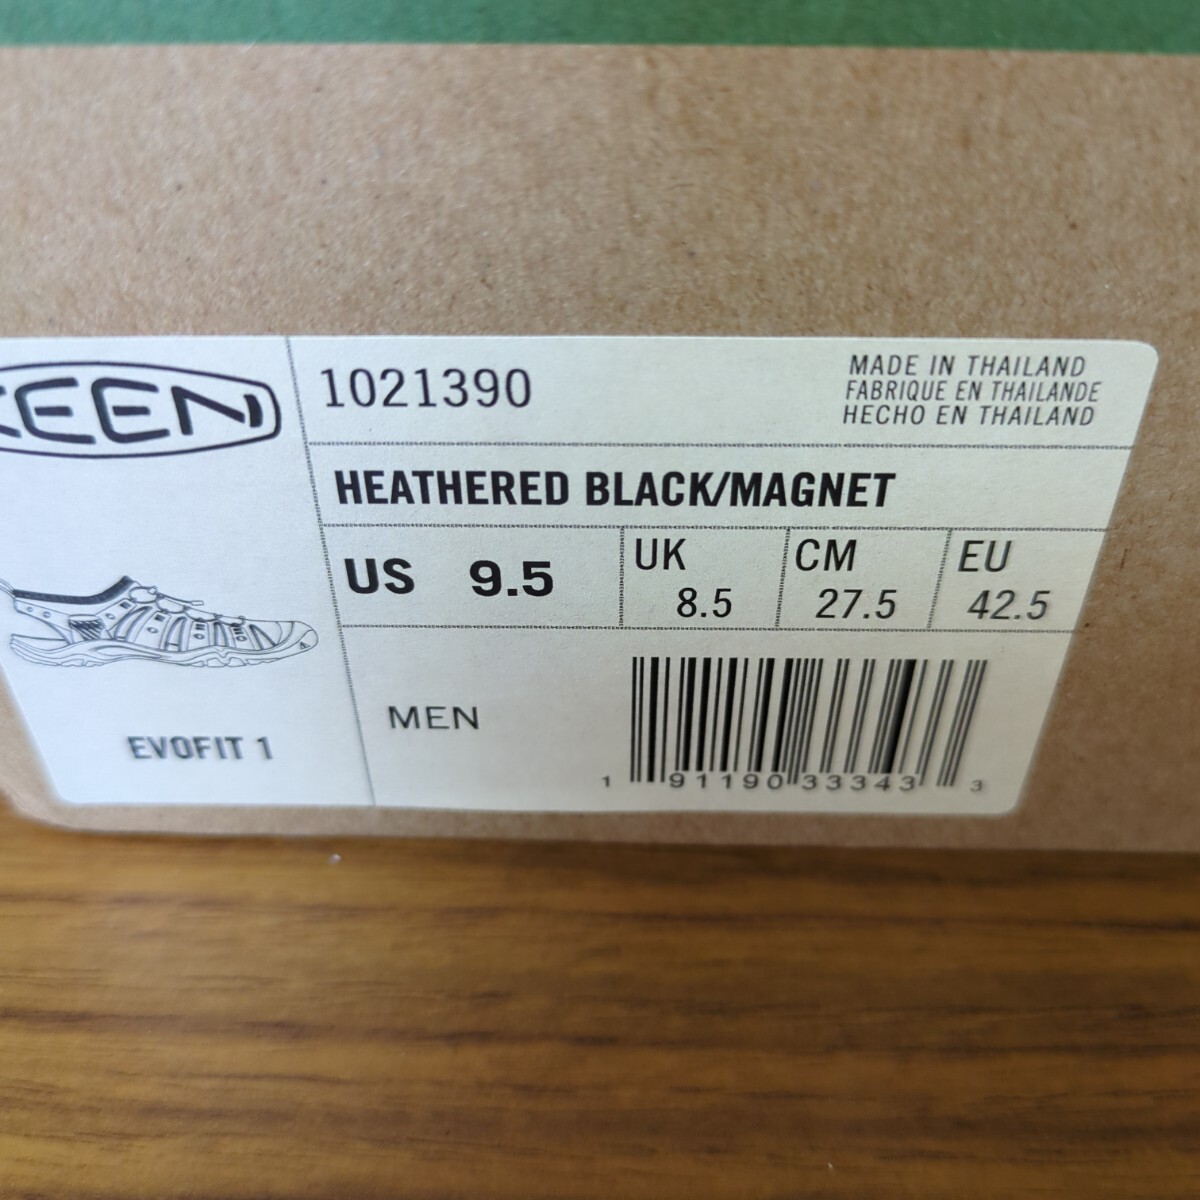 KEEN
1021390
MADE IN THAILAND
FABRIQUE EN THAILANDE
HECHO EN THAILAND
HEATHERED BLACK/MAGNET
US 9.5
UK 8.5
CM 27.5
EU 42.5
EVOFIT 1
MEN
1 91190 33343 3